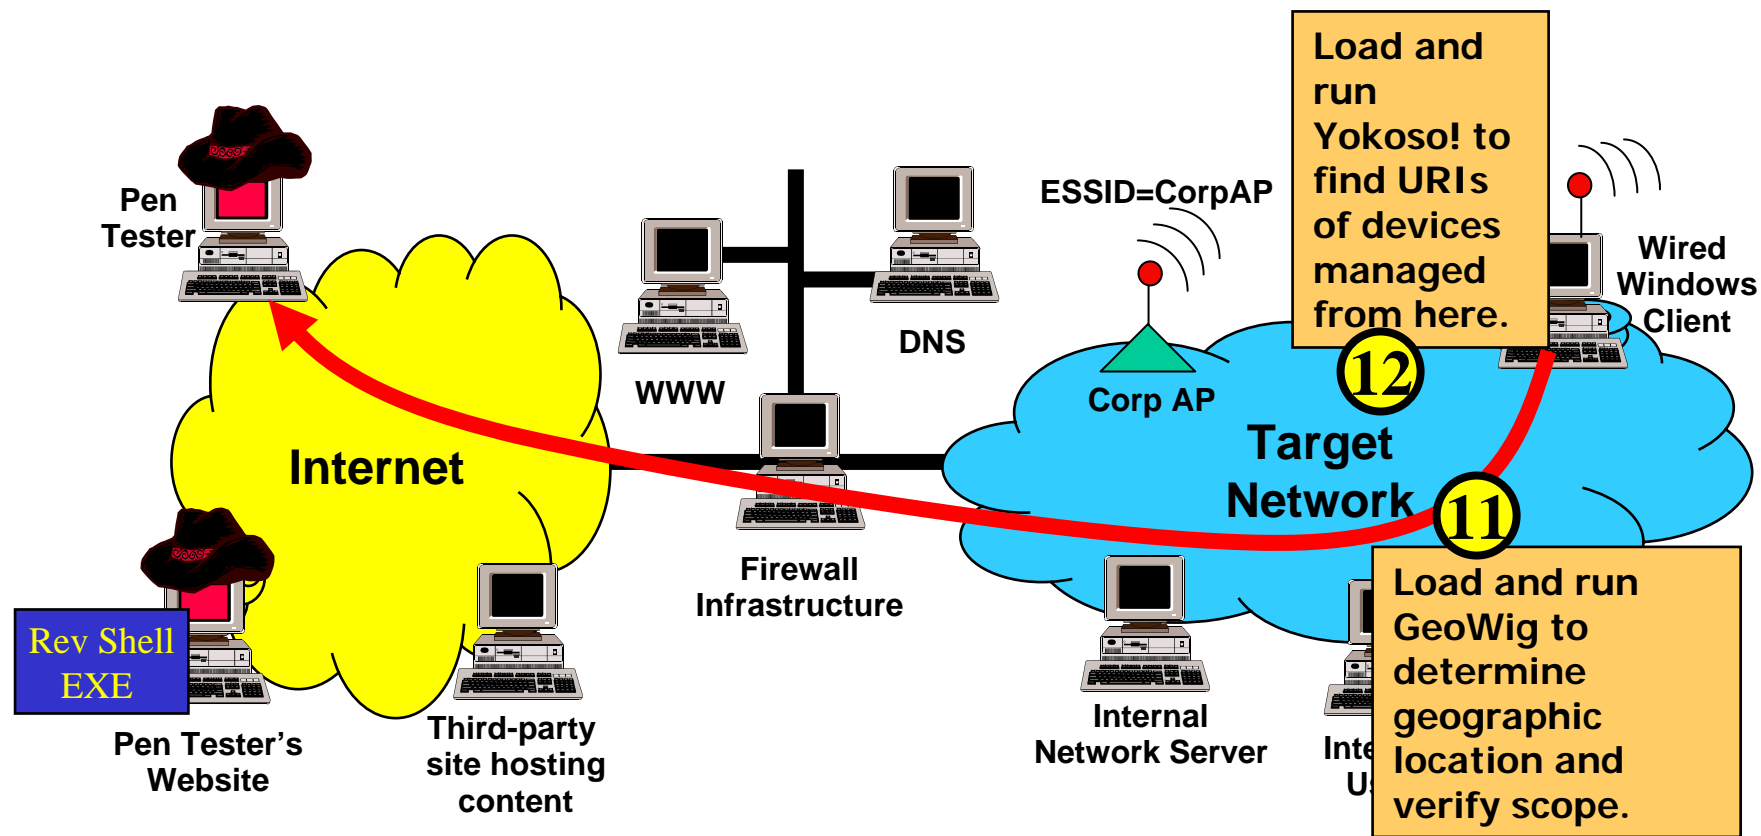 Load and
run
Yokoso! to
find URIs
of devices
managed
from here.
Pen
Tester
ESSID=CorpAP
Wired
Windows
Client
DNS
WWW
Corp AP
12
Internet
Target
Network
11
Firewall
Infrastructure
Rev Shell
EXE
Pen Tester's
Website
Third-party
site hosting
content
Internal
Network Server
Load and run
GeoWig to
determine
geographic
location and
verify scope.